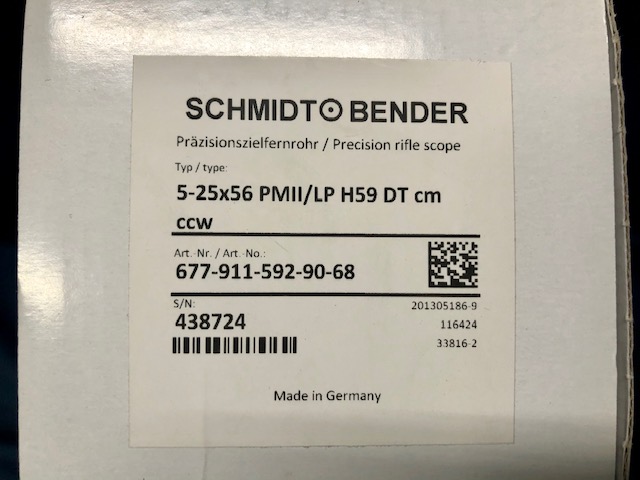 SCHMIDT BENDER
Präzisionszielfernrohr / Precision rifle scope
Typ / type:
5-25x56 PMII/LP H59 DT cm
ccw
Art.-Nr. / Art.-No.:
677-911-592-90-68
S/N:
438724
201305186-9
116424
33816-2
Made in Germany